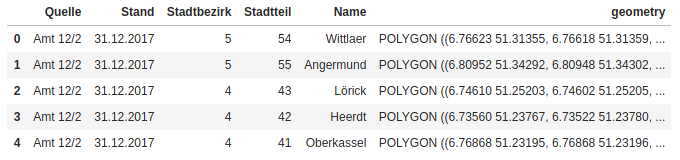 Quelle Stand Stadtbezirk Stadtteil Name geometry
0 Amt 12/2 31.12.2017 5 54 Wittlaer POLYGON ((6.76623 51.31355, 6.76618 51.31359, ...
1 Amt 12/2 31.12.2017 5 55 Angermund POLYGON ((6.80952 51.34292, 6.80948 51.34302, ...
2 Amt 12/2 31.12.2017 4 43 Lörick POLYGON ((6.74610 51.25203, 6.74602 51.25205, ...
3 Amt 12/2 31.12.2017 4 42 Heerdt POLYGON ((6.73560 51.23767, 6.73522 51.23780, ...
4 Amt 12/2 31.12.2017 4 41 Oberkassel POLYGON ((6.76868 51.23195, 6.76868 51.23196, ...